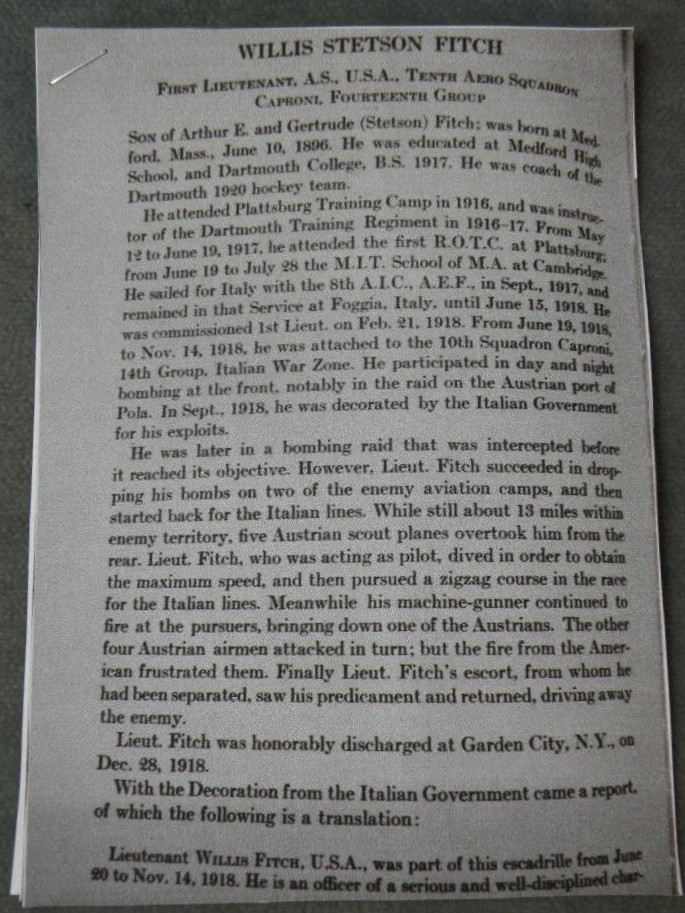 WILLIS STETSON FITCH
FIRST LIEUTENANT, A.S., U.S.A., TENTH AERO SQUADRON
CAPRONI, FOURTEENTH GROUP
SON of Arthur E. and Gertrude (Stetson) Fitch; was born at Med-
ford, Mass., June 10, 1896. He was educated at Medford High
School, and Dartmouth College, B.S. 1917. He was coach of the
Dartmouth 1920 hockey team.
He attended Plattsburg Training Camp in 1916, and was instruc-
tor of the Dartmouth Training Regiment in 1916-17. From May
12 to June 19, 1917, he attended the first R.O.T.C. at Plattsburg;
from June 19 to July 28 the M.I.T. School of M.A. at Cambridge.
He sailed for Italy with the 8th A.I.C., A.E.F., in Sept., 1917, and
remained in that Service at Foggia, Italy, until June 15, 1918. He
was commissioned 1st Lieut. on Feb. 21, 1918. From June 19, 1918,
to Nov. 14, 1918, he was attached to the 10th Squadron Caproni,
14th Group, Italian War Zone. He participated in day and night
bombing at the front, notably in the raid on the Austrian port of
Pola. In Sept., 1918, he was decorated by the Italian Government
for his exploits.
He was later in a bombing raid that was intercepted before
it reached its objective. However, Lieut. Fitch succeeded in drop-
ping his bombs on two of the enemy aviation camps, and then
started back for the Italian lines. While still about 13 miles within
enemy territory, five Austrian scout planes overtook him from the
rear. Lieut. Fitch, who was acting as pilot, dived in order to obtain
the maximum speed, and then pursued a zigzag course in the race
for the Italian lines. Meanwhile his machine-gunner continued to
fire at the pursuers, bringing down one of the Austrians. The other
four Austrian airmen attacked in turn; but the fire from the Amer-
ican frustrated them. Finally Lieut. Fitch's escort, from whom he
had been separated, saw his predicament and returned, driving away
the enemy.
Lieut. Fitch was honorably discharged at Garden City, N.Y., on
Dec. 28, 1918.
With the Decoration from the Italian Government came a report,
of which the following is a translation:
Lieutenant WILLIS FITCH, U.S.A., was part of this escadrille from June
20 to Nov. 14, 1918. He is an officer of a serious and well-disciplined char-